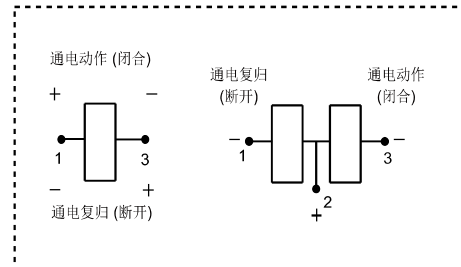 通电动作 (闭合)
+ −
1 3
− +
通电复归 (断开)
通电复归
(断开)
通电动作
(闭合)
− −
1 3
2
+